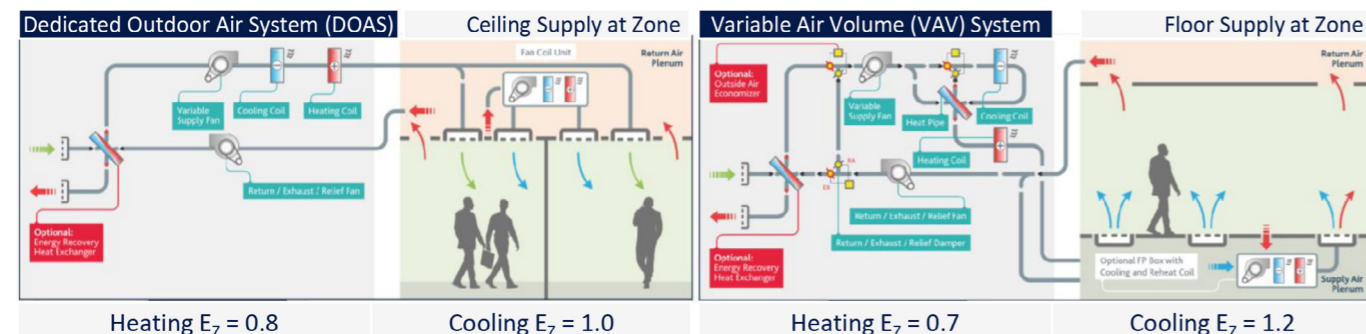 Dedicated Outdoor Air System (DOAS)
Ceiling Supply at Zone
Fan Coil Unit
Return Air
Plenum
Variable
Supply Fan
Cooling Coil
Heating Coil
Return / Exhaust / Relief Fan
Optional:
Energy Recovery
Heat Exchanger
Heating Ez = 0.8
Cooling Ez = 1.0
Variable Air Volume (VAV) System
Floor Supply at Zone
Optional:
Outside Air
Economizer
Return Air
Plenum
Variable
Supply Fan
Heat Pipe
Cooling Coil
Heating Coil
RA
EA
Return / Exhaust / Relief Fan
Return / Exhaust / Relief Damper
Optional:
Energy Recovery
Heat Exchanger
Optional FP Box with
Cooling and Reheat Coil
Supply Air
Plenum
Heating Ez = 0.7
Cooling Ez = 1.2